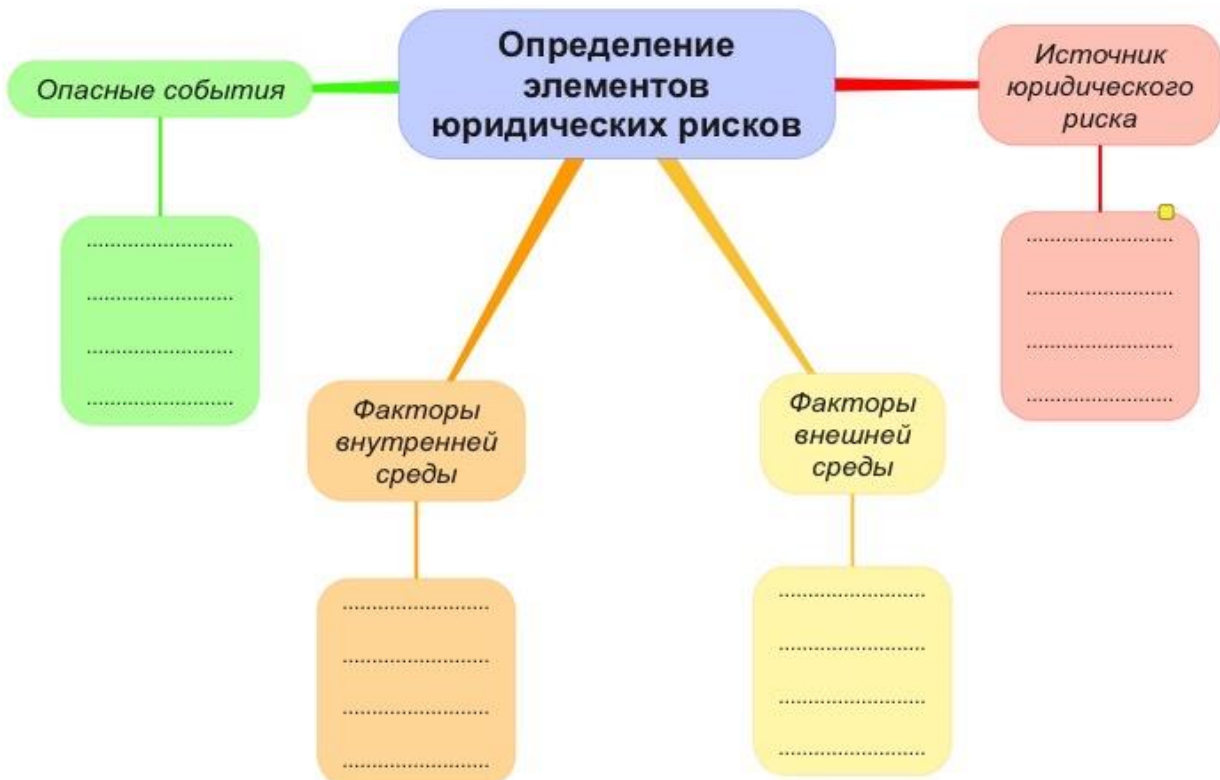 Определение
элементов
юридических рисков
Опасные события
Источник
юридического
риска
Факторы
внутренней
среды
Факторы
внешней
среды